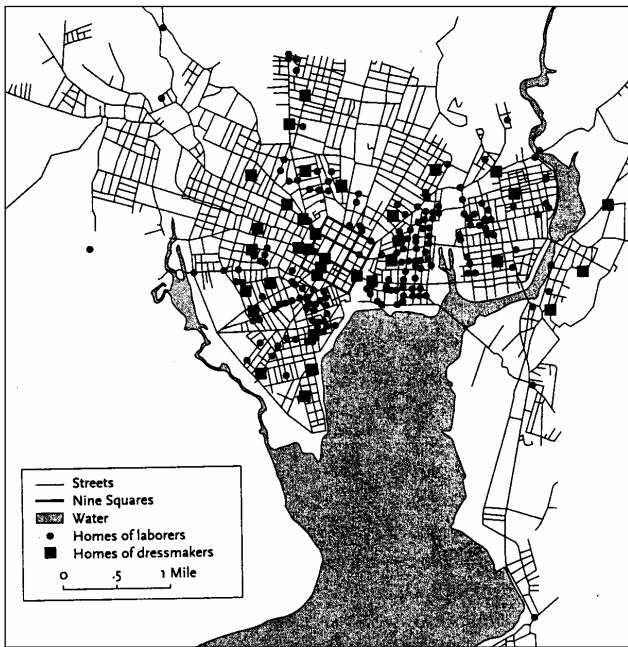 Streets
Nine Squares
Water
Homes of laborers
Homes of dressmakers
0 .5 1 Mile